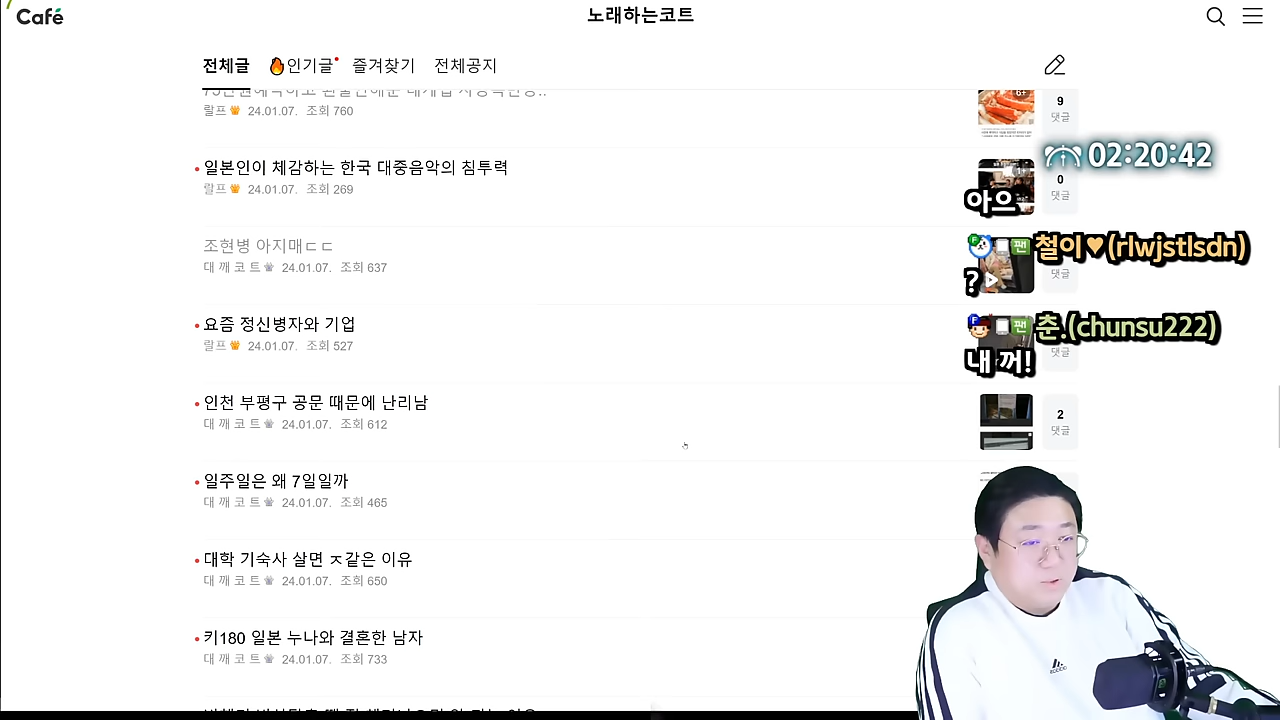 Café
노래하는코트
전체글 인기글 즐겨찾기 전체공지
랄프 24.01.07. 조회 760
9
댓글
02:20:42
일본인이 체감하는 한국 대중음악의 침투력
랄프 24.01.07. 조회 269
0
댓글
아으
조현병 아지매ㄷㄷ
대 깨 코 트 24.01.07. 조회 637
댓글
철이♥(rlwjstlsdn)
?
요즘 정신병자와 기업
랄프 24.01.07. 조회 527
댓글
춘.(chunsu222)
내 꺼!
인천 부평구 공문 때문에 난리남
대 깨 코 트 24.01.07. 조회 612
2
댓글
일주일은 왜 7일일까
대 깨 코 트 24.01.07. 조회 465
대학 기숙사 살면 ㅈ같은 이유
대 깨 코 트 24.01.07. 조회 650
키180 일본 누나와 결혼한 남자
대 깨 코 트 24.01.07. 조회 733